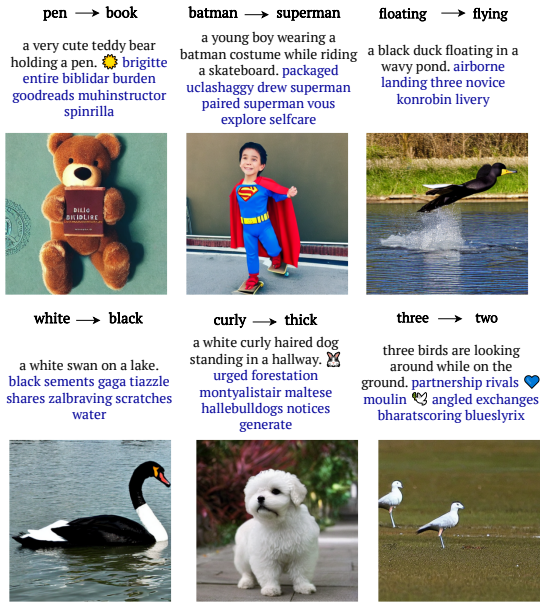 pen → book
a very cute teddy bear
holding a pen. 🌟 brigitte
entire biblidar burden
goodreads muhinstructor
spinrilla
batman → superman
a young boy wearing a
batman costume while riding
a skateboard. packaged
uclashaggy drew superman
paired superman vous
explore selfcare
floating → flying
a black duck floating in a
wavy pond. airborne
landing three novice
konrobin livery
white → black
a white swan on a lake.
black sements gaga tiazzle
shares zalbraving scratches
water
curly → thick
a white curly haired dog
standing in a hallway. 🐰
urged forestation
montyalistair maltese
hallebulldogs notices
generate
three → two
three birds are looking
around while on the
ground. partnership rivals 💙
moulin 🕊 angled exchanges
bharatscoring blueslyrix